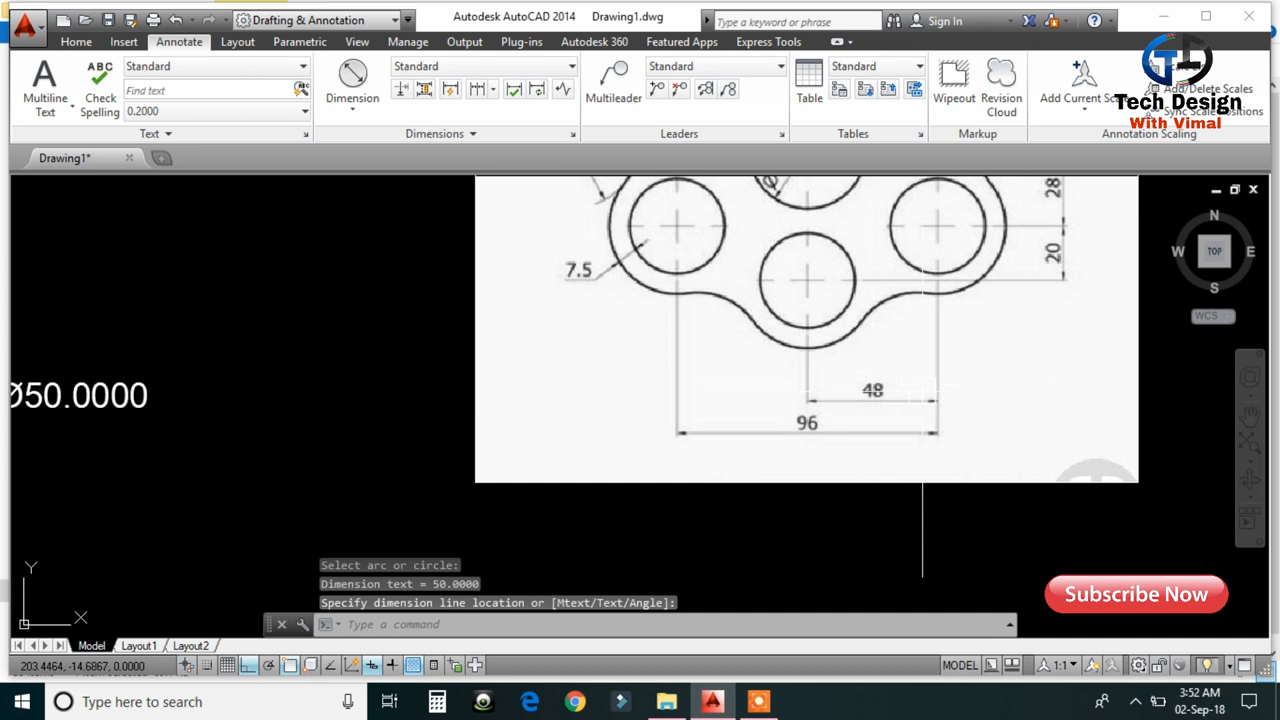 Drafting & Annotation
Autodesk AutoCAD 2014 Drawing1.dwg
Type a keyword or phrase
Sign In
Home Insert Annotate Layout Parametric View Manage Output Plug-ins Autodesk 360 Featured Apps Express Tools
ABC
Standard
Find text
0.2000
Multiline
Text
Check
Spelling
Text
Dimension
Standard
Dimensions
Multileader
Standard
Leaders
Table
Standard
Tables
Wipeout
Revision
Cloud
Markup
Add Current
Add/Delete Scales
Sync Scale Positions
Annotation Scaling
Tech Design
With Vimal
Drawing1*
28
20
7.5
48
96
Ø50.0000
N
W TOP E
S
WCS
Y
X
Select arc or circle:
Dimension text = 50.0000
Specify dimension line location or [Mtext/Text/Angle]:
Type a command
Subscribe Now
Model Layout1 Layout2
203.4464, -14.6867, 0.0000
MODEL
1:1
Type here to search
3:52 AM
02-Sep-18